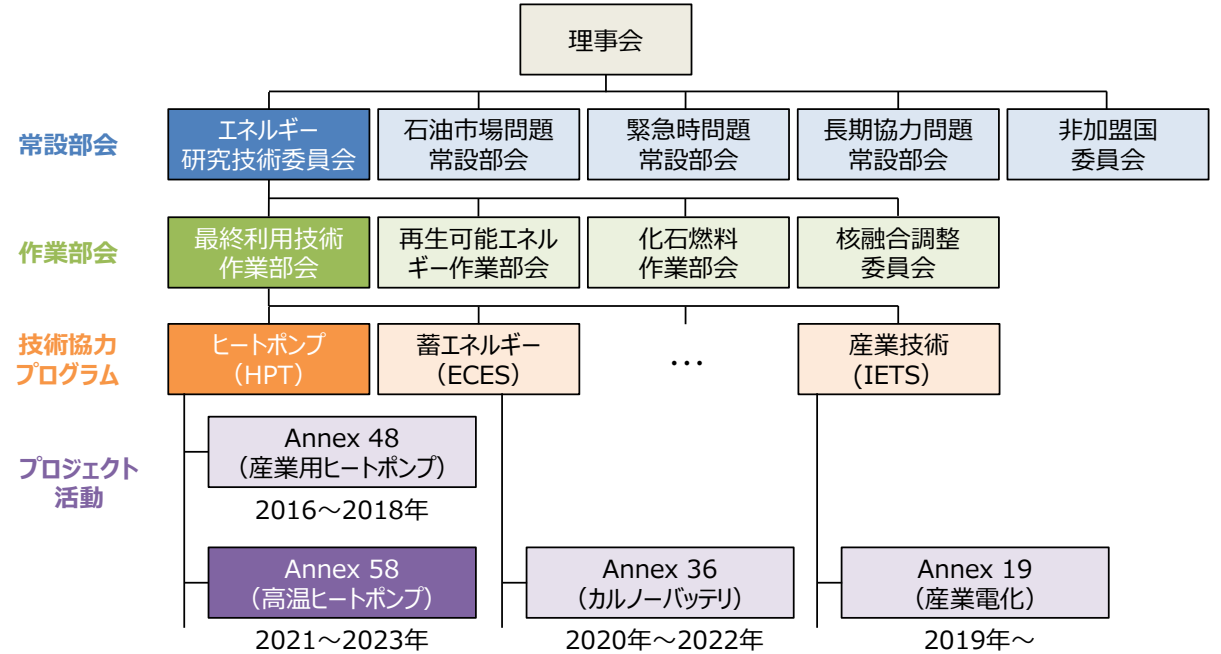 理事会
常設部会
エネルギー
研究技術委員会
石油市場問題
常設部会
緊急時問題
常設部会
長期協力問題
常設部会
非加盟国
委員会
作業部会
最終利用技術
作業部会
再生可能エネル
ギー作業部会
化石燃料
作業部会
核融合調整
委員会
技術協力
プログラム
ヒートポンプ
（HPT）
蓄エネルギー
（ECES）
…
産業技術
(IETS）
プロジェクト
活動
Annex 48
（産業用ヒートポンプ）
2016～2018年
Annex 58
（高温ヒートポンプ）
2021～2023年
Annex 36
（カルノーバッテリ）
2020年～2022年
Annex 19
（産業電化）
2019年～